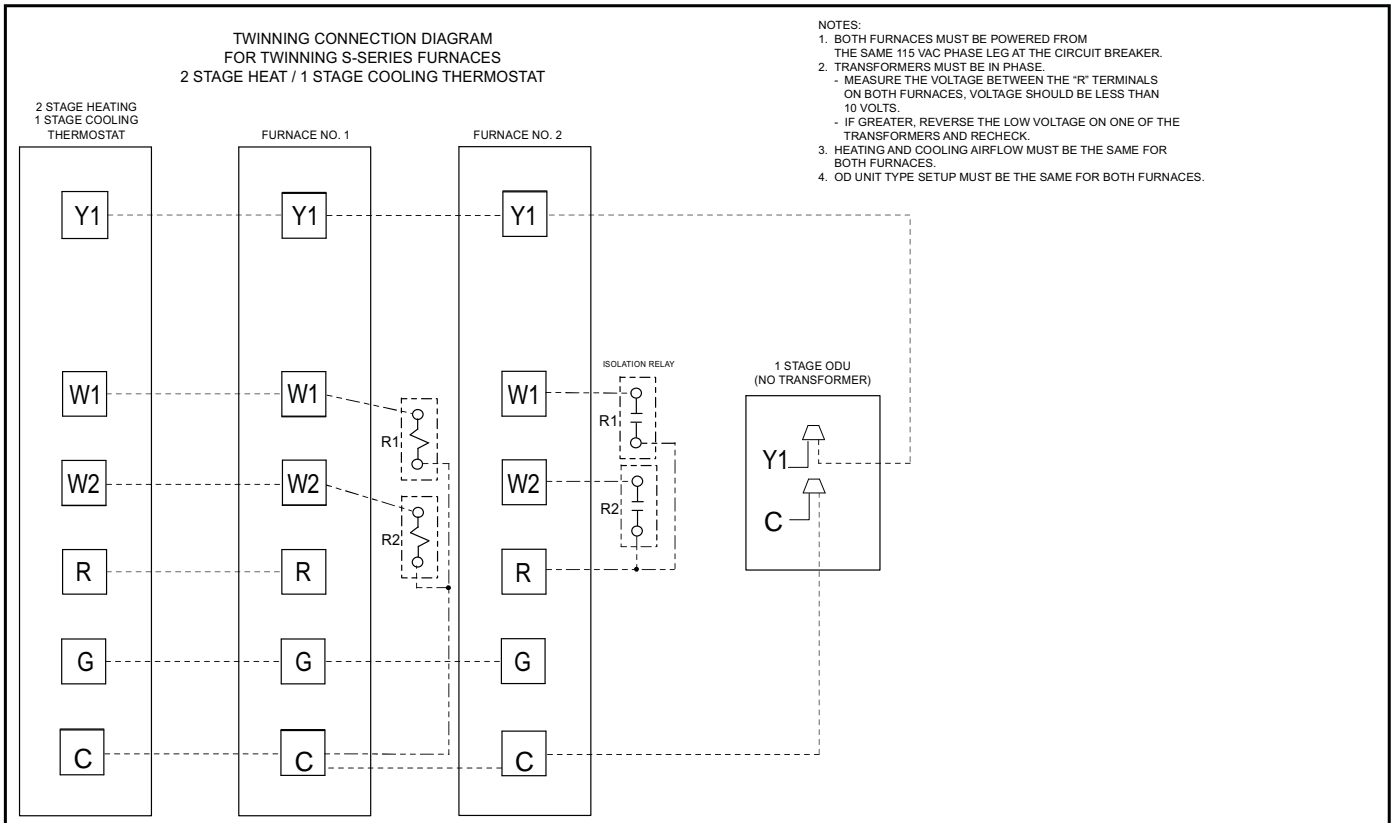 TWINNING CONNECTION DIAGRAM
FOR TWINNING S-SERIES FURNACES
2 STAGE HEAT / 1 STAGE COOLING THERMOSTAT
NOTES:
1. BOTH FURNACES MUST BE POWERED FROM
THE SAME 115 VAC PHASE LEG AT THE CIRCUIT BREAKER.
2. TRANSFORMERS MUST BE IN PHASE.
- MEASURE THE VOLTAGE BETWEEN THE “R” TERMINALS
ON BOTH FURNACES, VOLTAGE SHOULD BE LESS THAN
10 VOLTS.
- IF GREATER, REVERSE THE LOW VOLTAGE ON ONE OF THE
TRANSFORMERS AND RECHECK.
3. HEATING AND COOLING AIRFLOW MUST BE THE SAME FOR
BOTH FURNACES.
4. OD UNIT TYPE SETUP MUST BE THE SAME FOR BOTH FURNACES.
2 STAGE HEATING
1 STAGE COOLING
THERMOSTAT
Y1
W1
W2
R
G
C
FURNACE NO. 1
Y1
W1
W2
R
G
C
R1
R2
FURNACE NO. 2
Y1
W1
W2
R
G
C
ISOLATION RELAY
R1
R2
1 STAGE ODU
(NO TRANSFORMER)
Y1
C